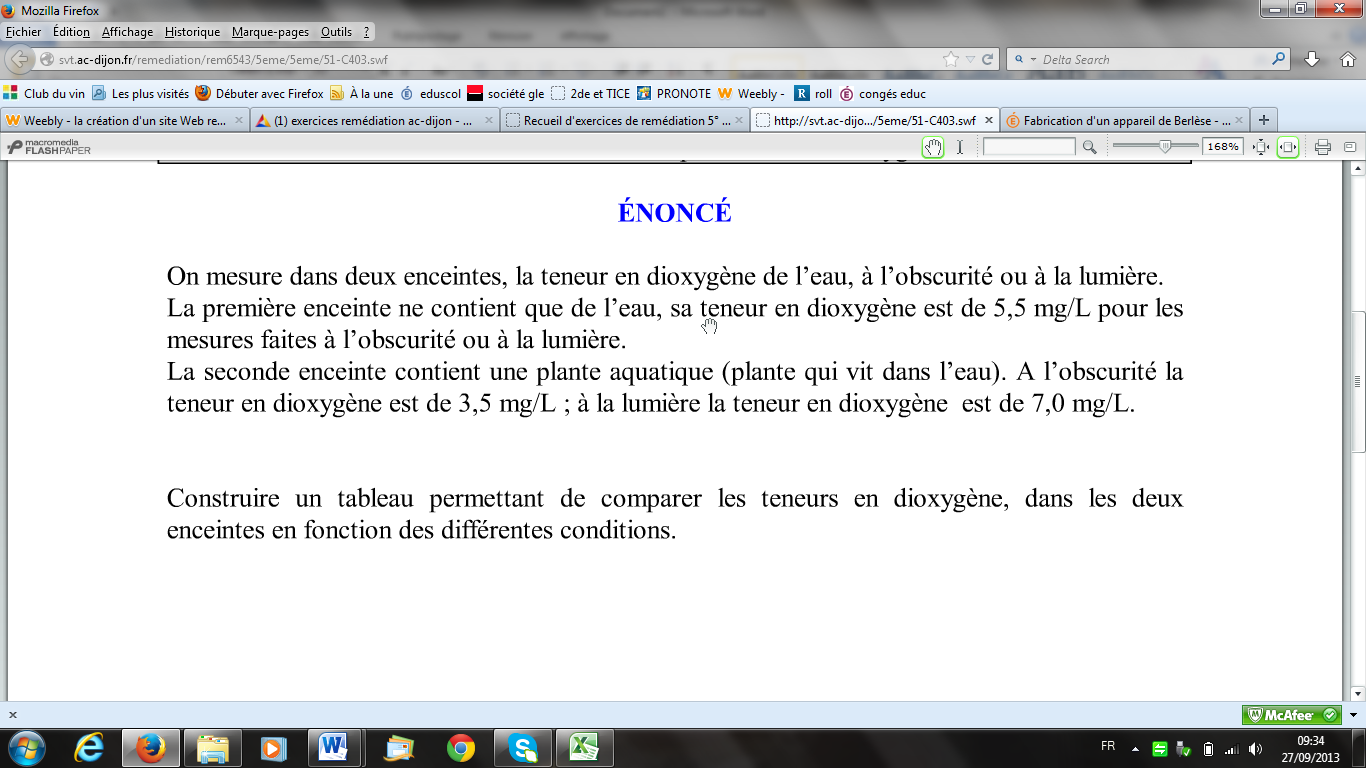 Mozilla Firefox
Fichier Édition Affichage Historique Marque-pages Outils ?
svt.ac-dijon.fr/remediation/rem6543/5eme/5eme/51-C403.swf
Delta Search
Club du vin Les plus visités Débuter avec Firefox À la une eduscol société gle 2de et TICE PRONOTE Weebly - roll congés educ
Weebly - la création d'un site Web re... (1) exercices remédiation ac-dijon - ... Recueil d'exercices de remédiation 5° ... http://svt.ac-dijo.../5eme/51-C403.swf Fabrication d'un appareil de Berlèse - ...
macromedia
FLASHPAPER
168%
ÉNONCÉ
On mesure dans deux enceintes, la teneur en dioxygène de l’eau, à l’obscurité ou à la lumière.
La première enceinte ne contient que de l’eau, sa teneur en dioxygène est de 5,5 mg/L pour les
mesures faites à l’obscurité ou à la lumière.
La seconde enceinte contient une plante aquatique (plante qui vit dans l’eau). A l’obscurité la
teneur en dioxygène est de 3,5 mg/L ; à la lumière la teneur en dioxygène est de 7,0 mg/L.
Construire un tableau permettant de comparer les teneurs en dioxygène, dans les deux
enceintes en fonction des différentes conditions.
McAfee
FR
09:34
27/09/2013